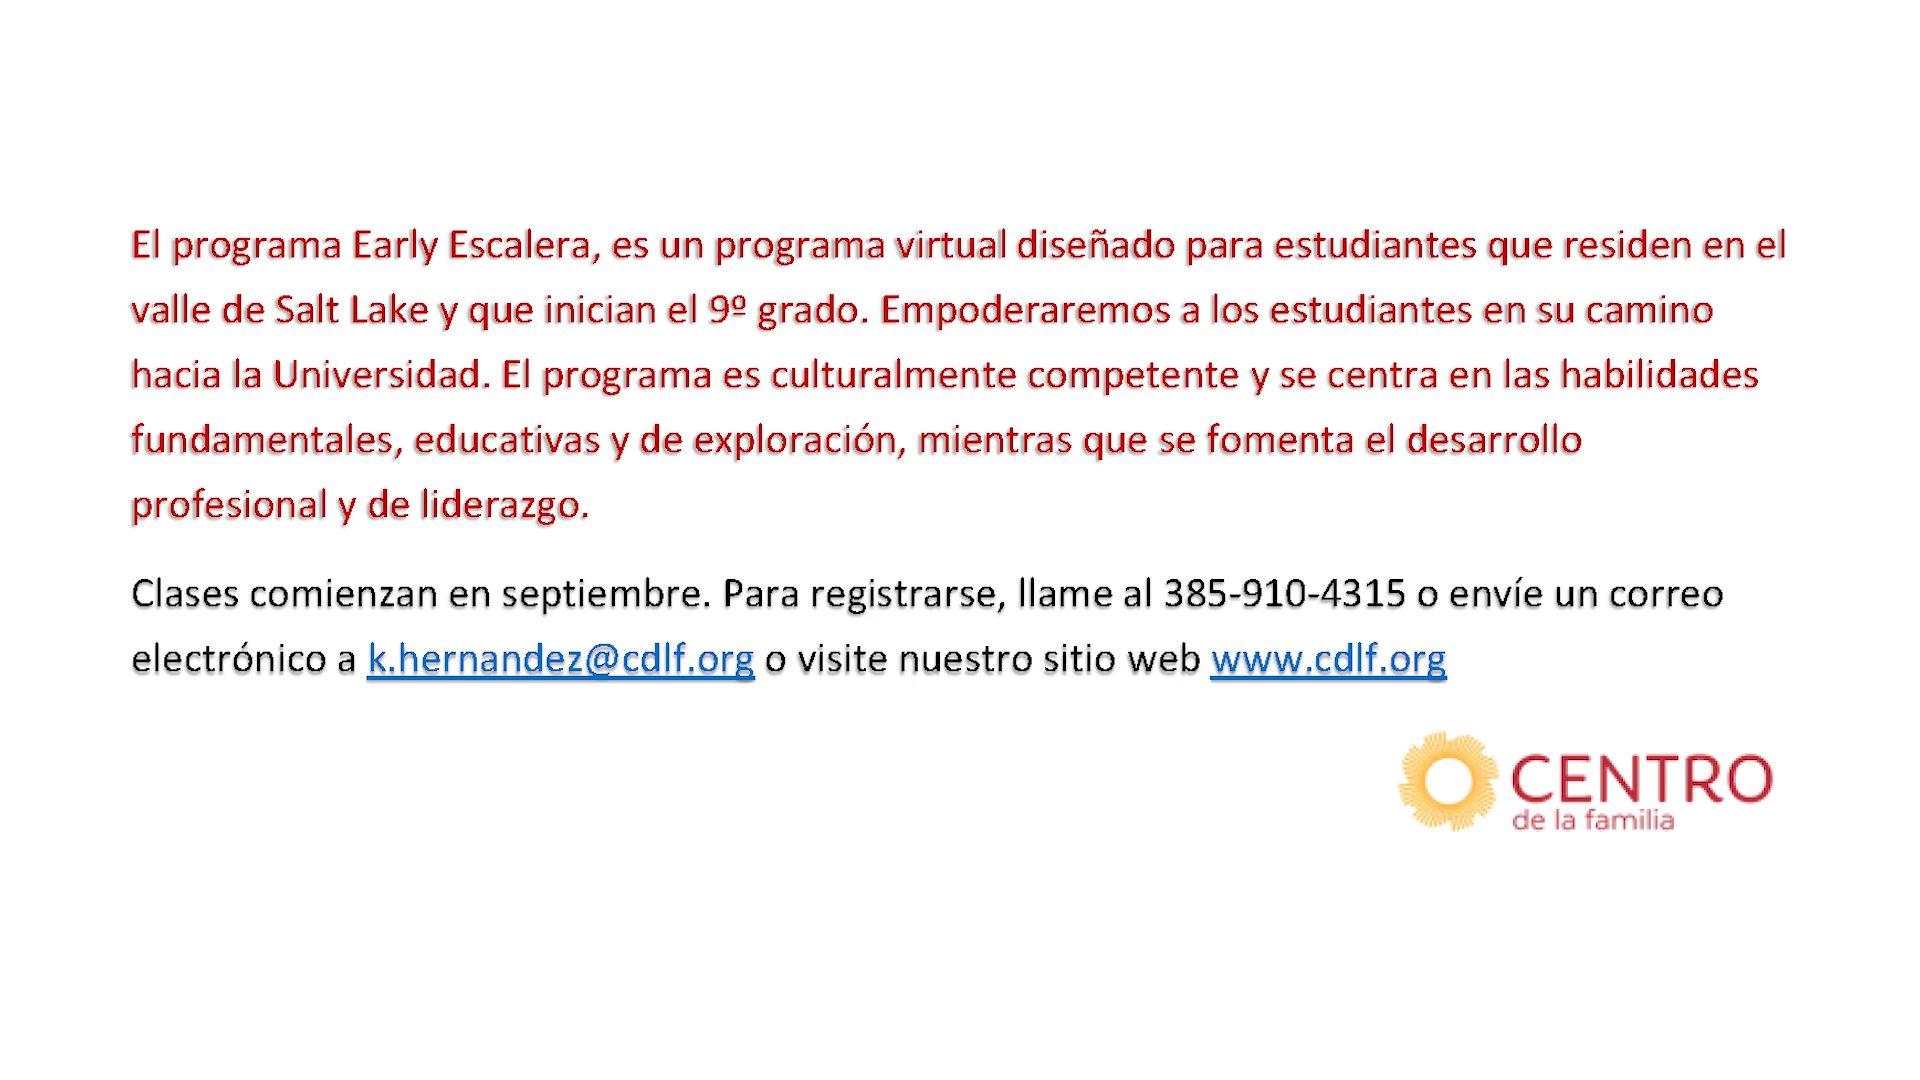 El programa Early Escalera, es un programa virtual diseñado para estudiantes que residen en el
valle de Salt Lake y que inician el 9º grado. Empoderaremos a los estudiantes en su camino
hacia la Universidad. El programa es culturalmente competente y se centra en las habilidades
fundamentales, educativas y de exploración, mientras que se fomenta el desarrollo
profesional y de liderazgo.
Clases comienzan en septiembre. Para registrarse, llame al 385-910-4315 o envíe un correo
electrónico a k.hernandez@cdlf.org o visite nuestro sitio web www.cdlf.org
CENTRO
de la familia